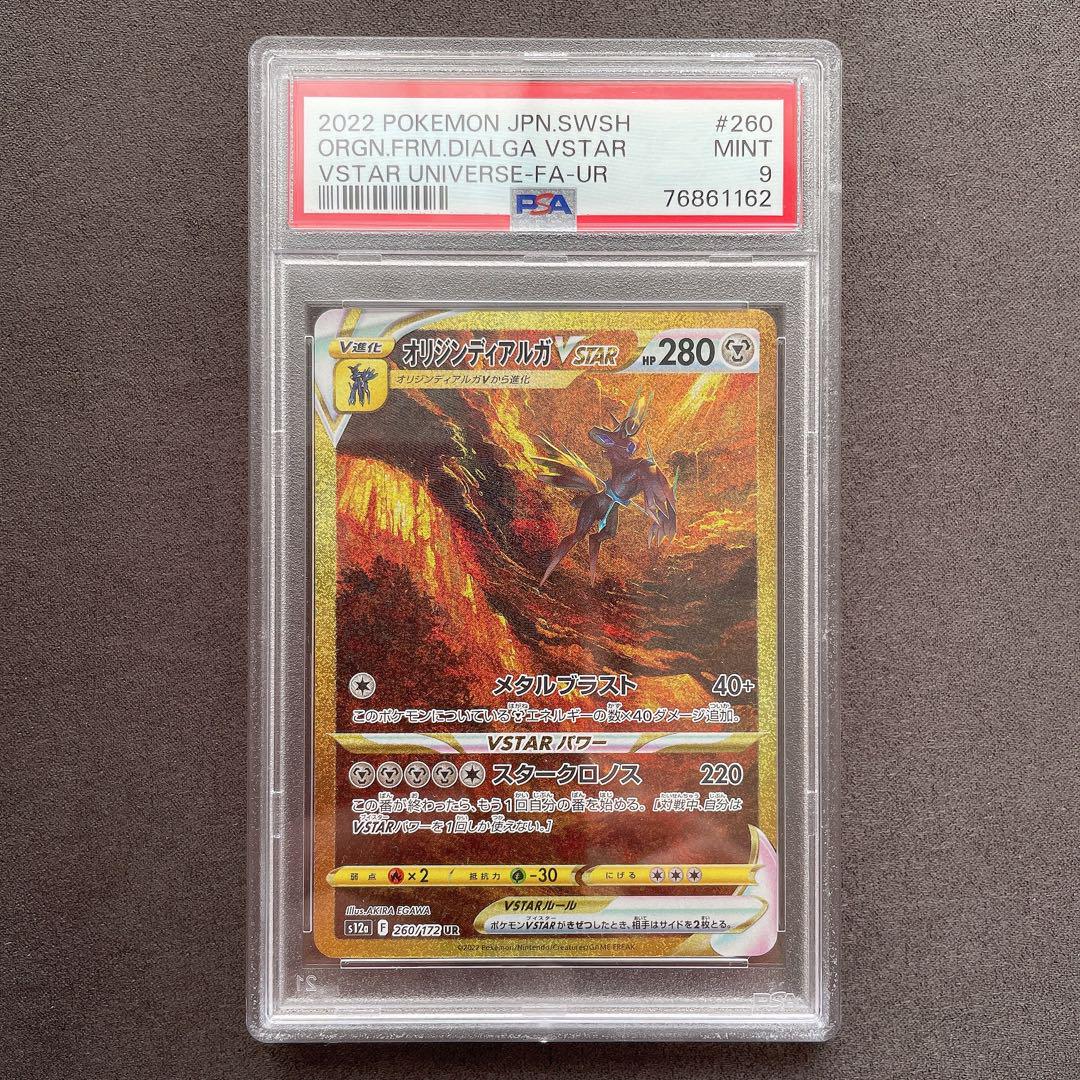 2022 POKEMON JPN.SWSH #260
ORGN.FRM.DIALGA VSTAR MINT
VSTAR UNIVERSE-FA-UR 9
PSA 76861162
V進化 オリジンディアルガVSTAR HP 280
オリジンディアルガVから進化
メタルブラスト 40+
このポケモンについているエネルギーの数×40ダメージ追加。
VSTARパワー
スタークロノス 220
この番が終わったら、もう1回自分の番を始める。[対戦中、自分は
VSTARパワーを1回しか使えない。]
弱点 ×2 抵抗力 -30 にげる
Illus.AKIRA EGAWA
VSTARルール
ポケモンVSTARがきぜつしたとき、相手はサイドを2枚とる。
s12a F 260/172 UR
©2022 Pokémon/Nintendo/Creatures/GAME FREAK
PSA